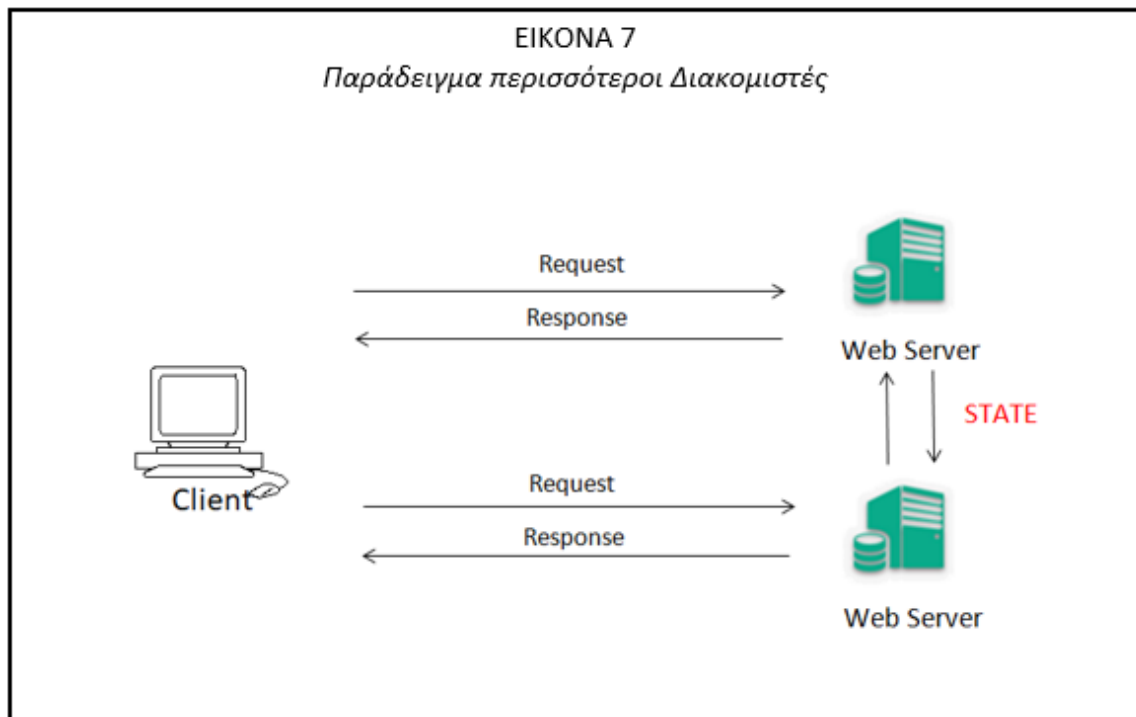 ΕΙΚΟΝΑ 7
Παράδειγμα περισσότεροι Διακομιστές
Request
Response
Web Server
STATE
Client
Request
Response
Web Server